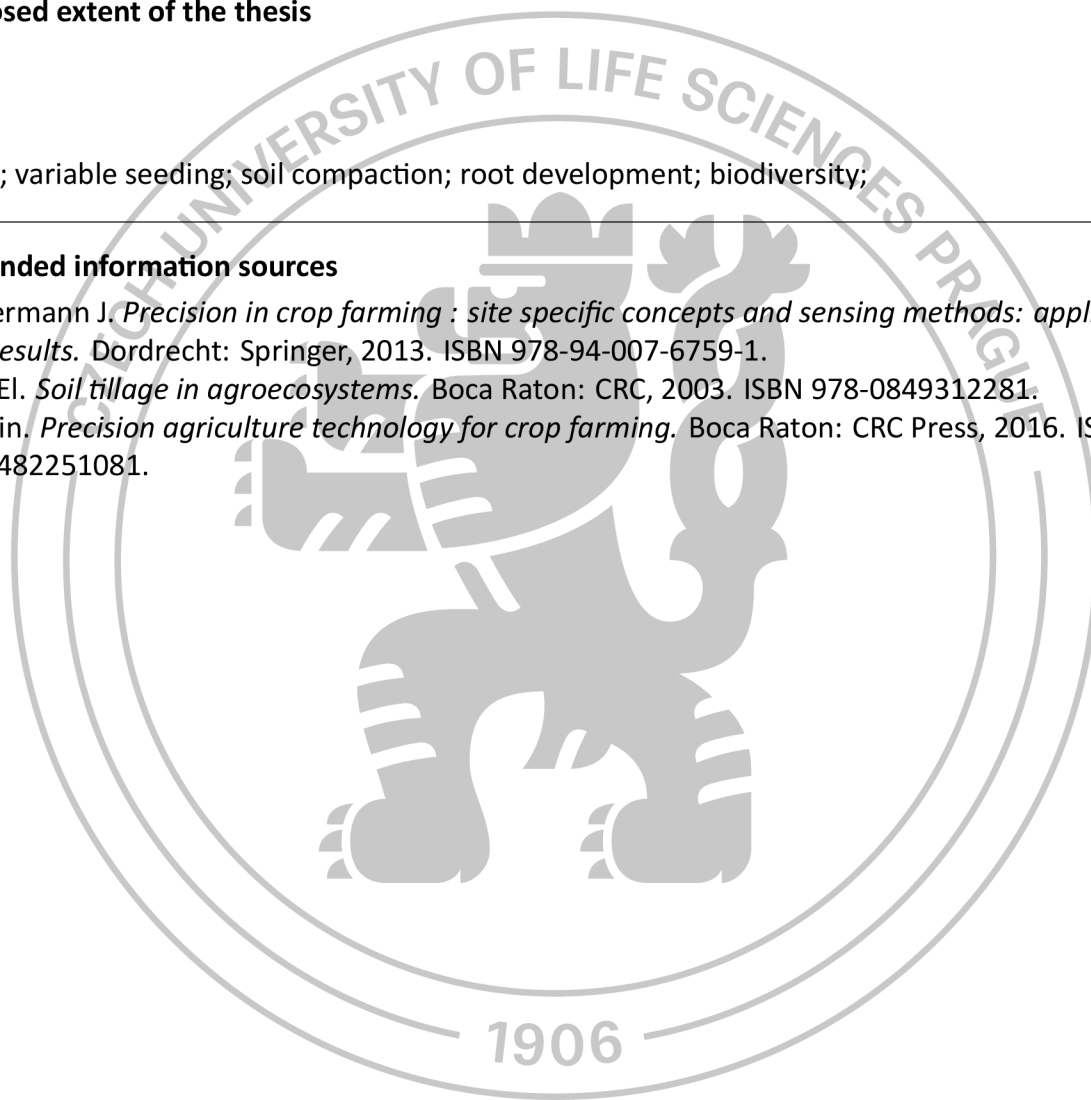 osed extent of the thesis
; variable seeding; soil compaction; root development; biodiversity;
nded information sources
ermann J. Precision in crop farming : site specific concepts and sensing methods: appl
esults. Dordrecht: Springer, 2013. ISBN 978-94-007-6759-1.
El. Soil tillage in agroecosystems. Boca Raton: CRC, 2003. ISBN 978-0849312281.
in. Precision agriculture technology for crop farming. Boca Raton: CRC Press, 2016. IS
482251081.
CZECH UNIVERSITY OF LIFE SCIENCES PRAGUE
1906